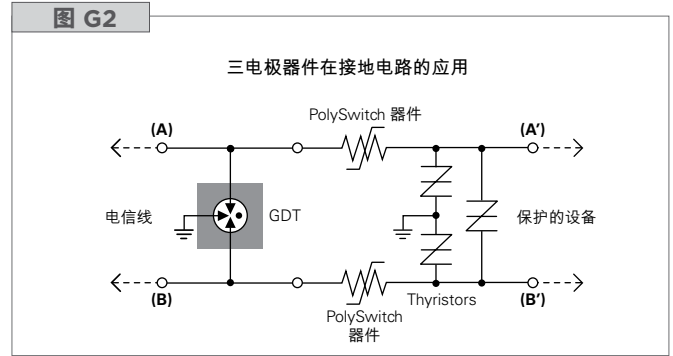 图 G2
三电极器件在接地电路的应用
PolySwitch 器件
(A)
(A′)
电信线
GDT
保护的设备
(B)
Thyristors
(B′)
PolySwitch
器件